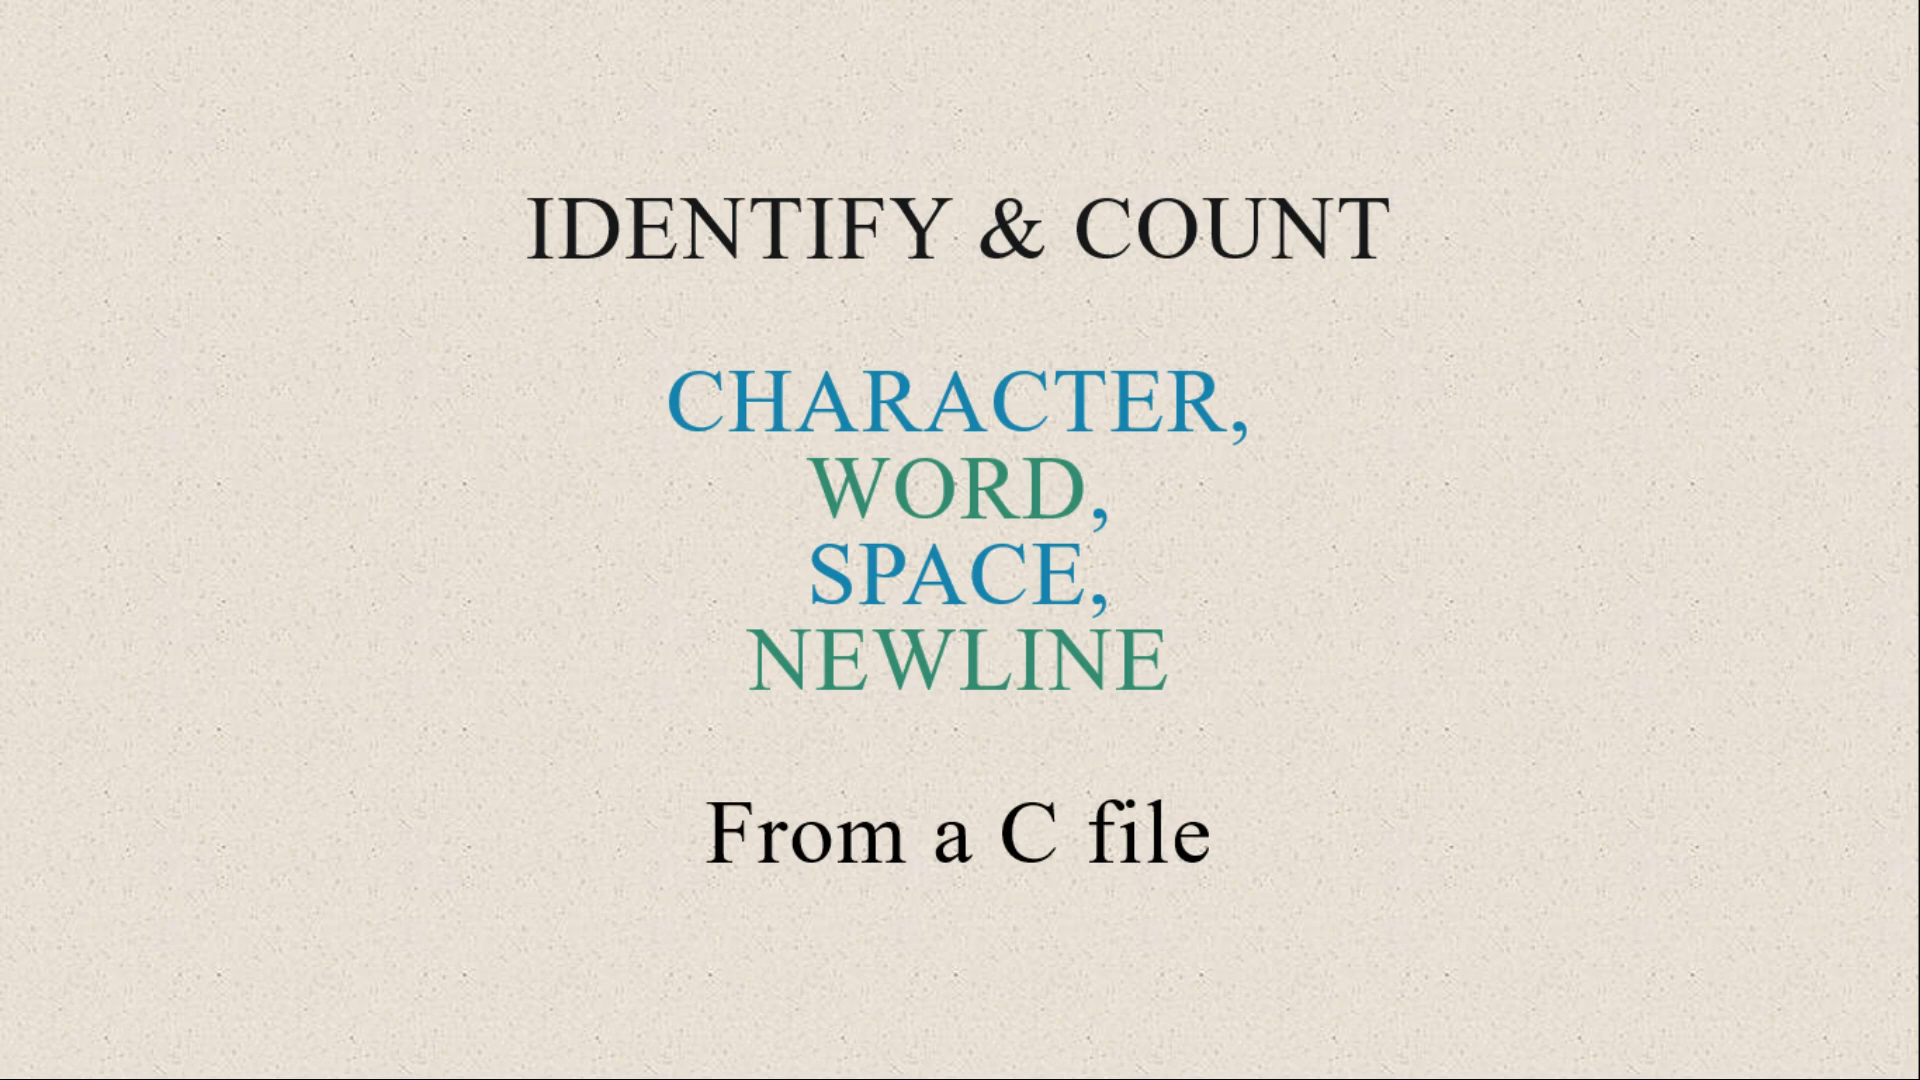 IDENTIFY & COUNT
CHARACTER,
WORD,
SPACE,
NEWLINE
From a C file